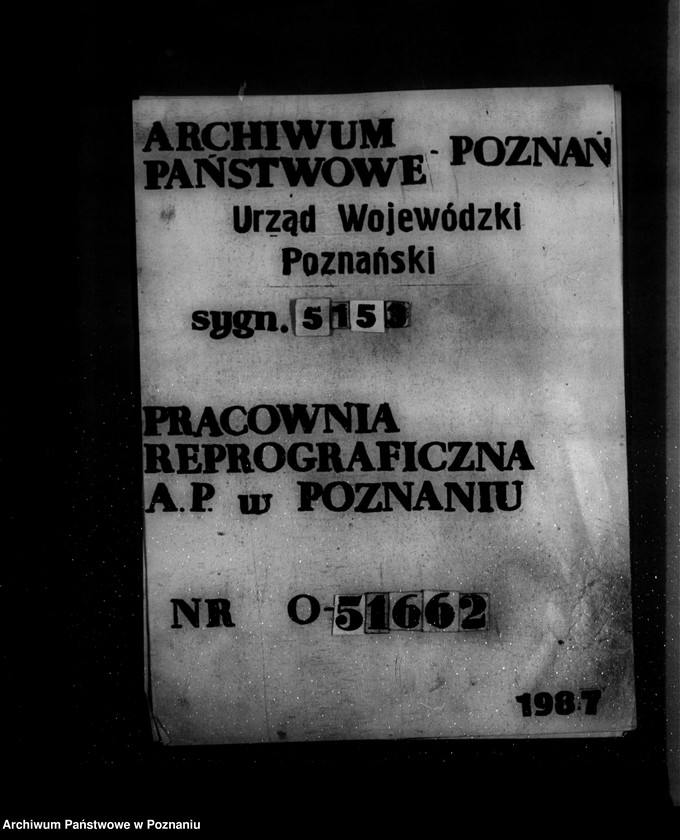 ARCHIWUM
PAŃSTWOWE - POZNAŃ
Urząd Wojewódzki
Poznański
sygn. 5153
PRACOWNIA
REPROGRAFICZNA
A.P. w POZNANIU
NR O-51662
1987
Archiwum Państwowe w Poznaniu